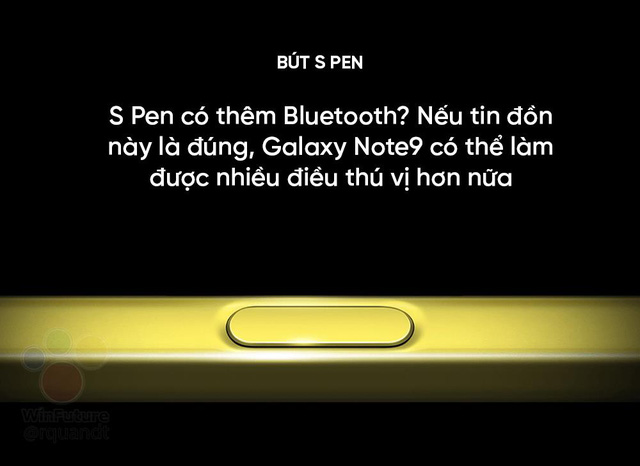 BÚT S PEN
S Pen có thêm Bluetooth? Nếu tin đồn
này là đúng, Galaxy Note9 có thể làm
được nhiều điều thú vị hơn nữa
WinFuture
@rquandt